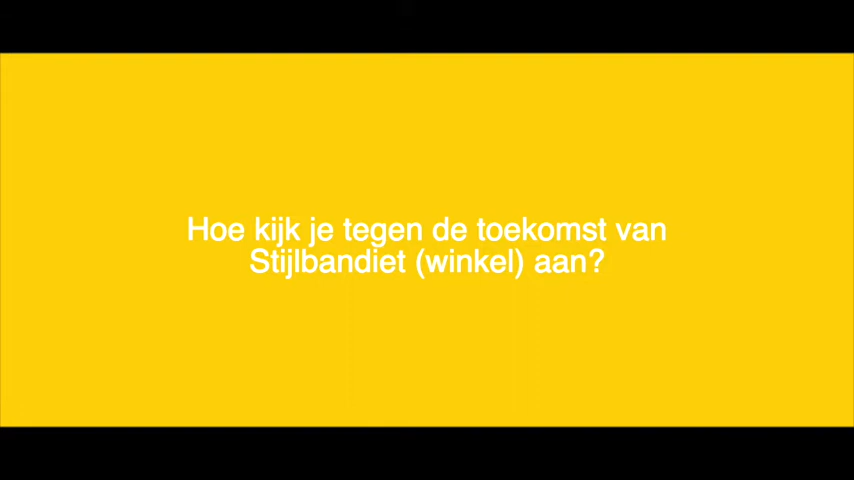 Hoe kijk je tegen de toekomst van
Stijlbandiet (winkel) aan?